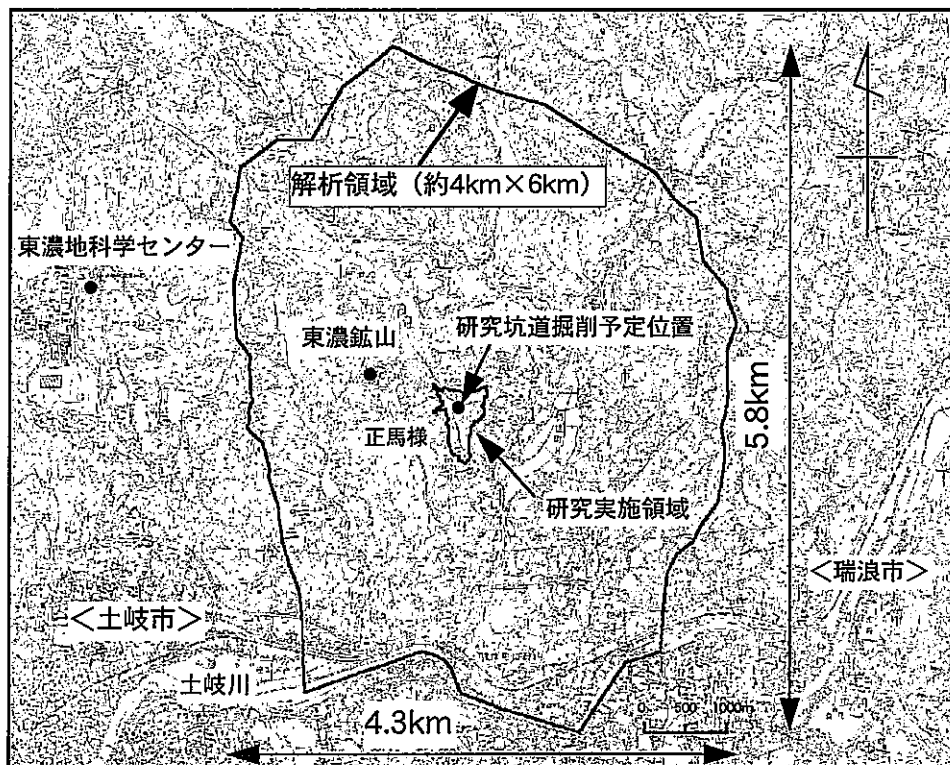 解析領域（約4km×6km）
東濃地科学センター
研究坑道掘削予定位置
東濃鉱山
正馬様
5.8km
研究実施領域
＜瑞浪市＞
＜土岐市＞
土岐川
0 500 1000m
4.3km